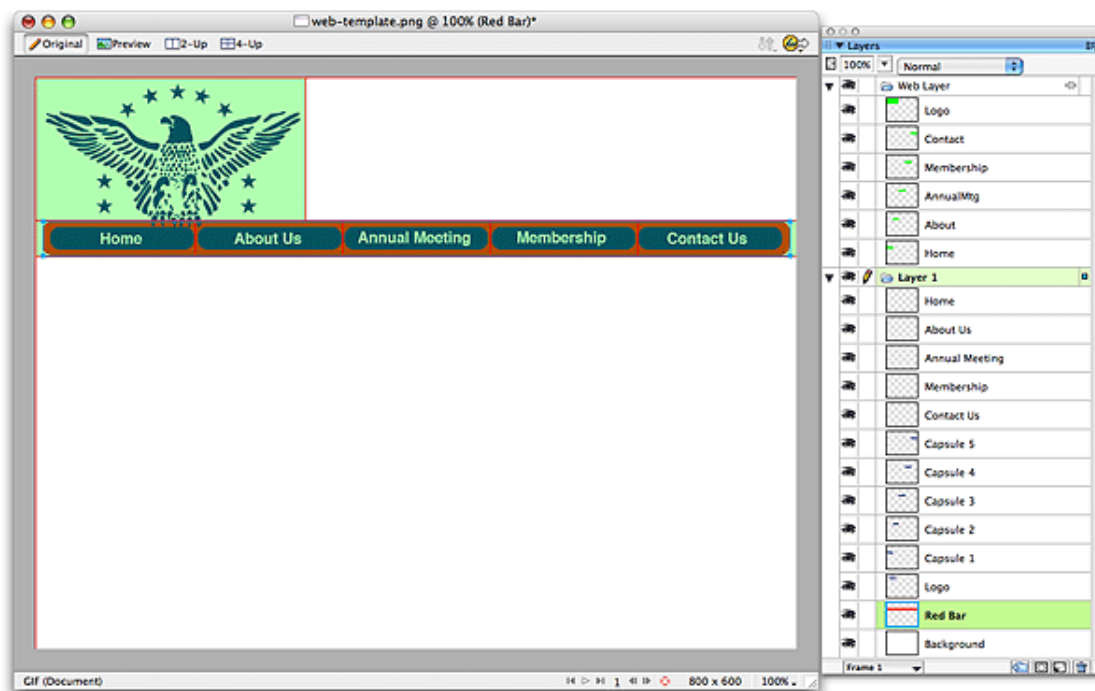 web-template.png @ 100% (Red Bar)*
Original Preview 2-Up 4-Up
Home About Us Annual Meeting Membership Contact Us
GIF (Document) 1 800 x 600 100%
Layers
100% Normal
Web Layer
Logo
Contact
Membership
AnnualMtg
About
Home
Layer 1
Home
About Us
Annual Meeting
Membership
Contact Us
Capsule 5
Capsule 4
Capsule 3
Capsule 2
Capsule 1
Logo
Red Bar
Background
Frame 1